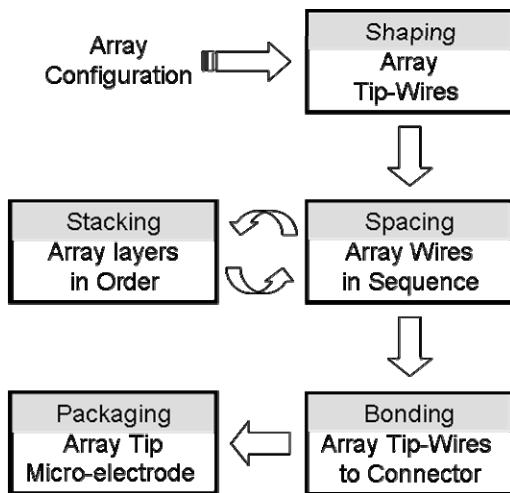 Array
Configuration
Shaping
Array
Tip-Wires
Stacking
Array layers
in Order
Spacing
Array Wires
in Sequence
Packaging
Array Tip
Micro-electrode
Bonding
Array Tip-Wires
to Connector